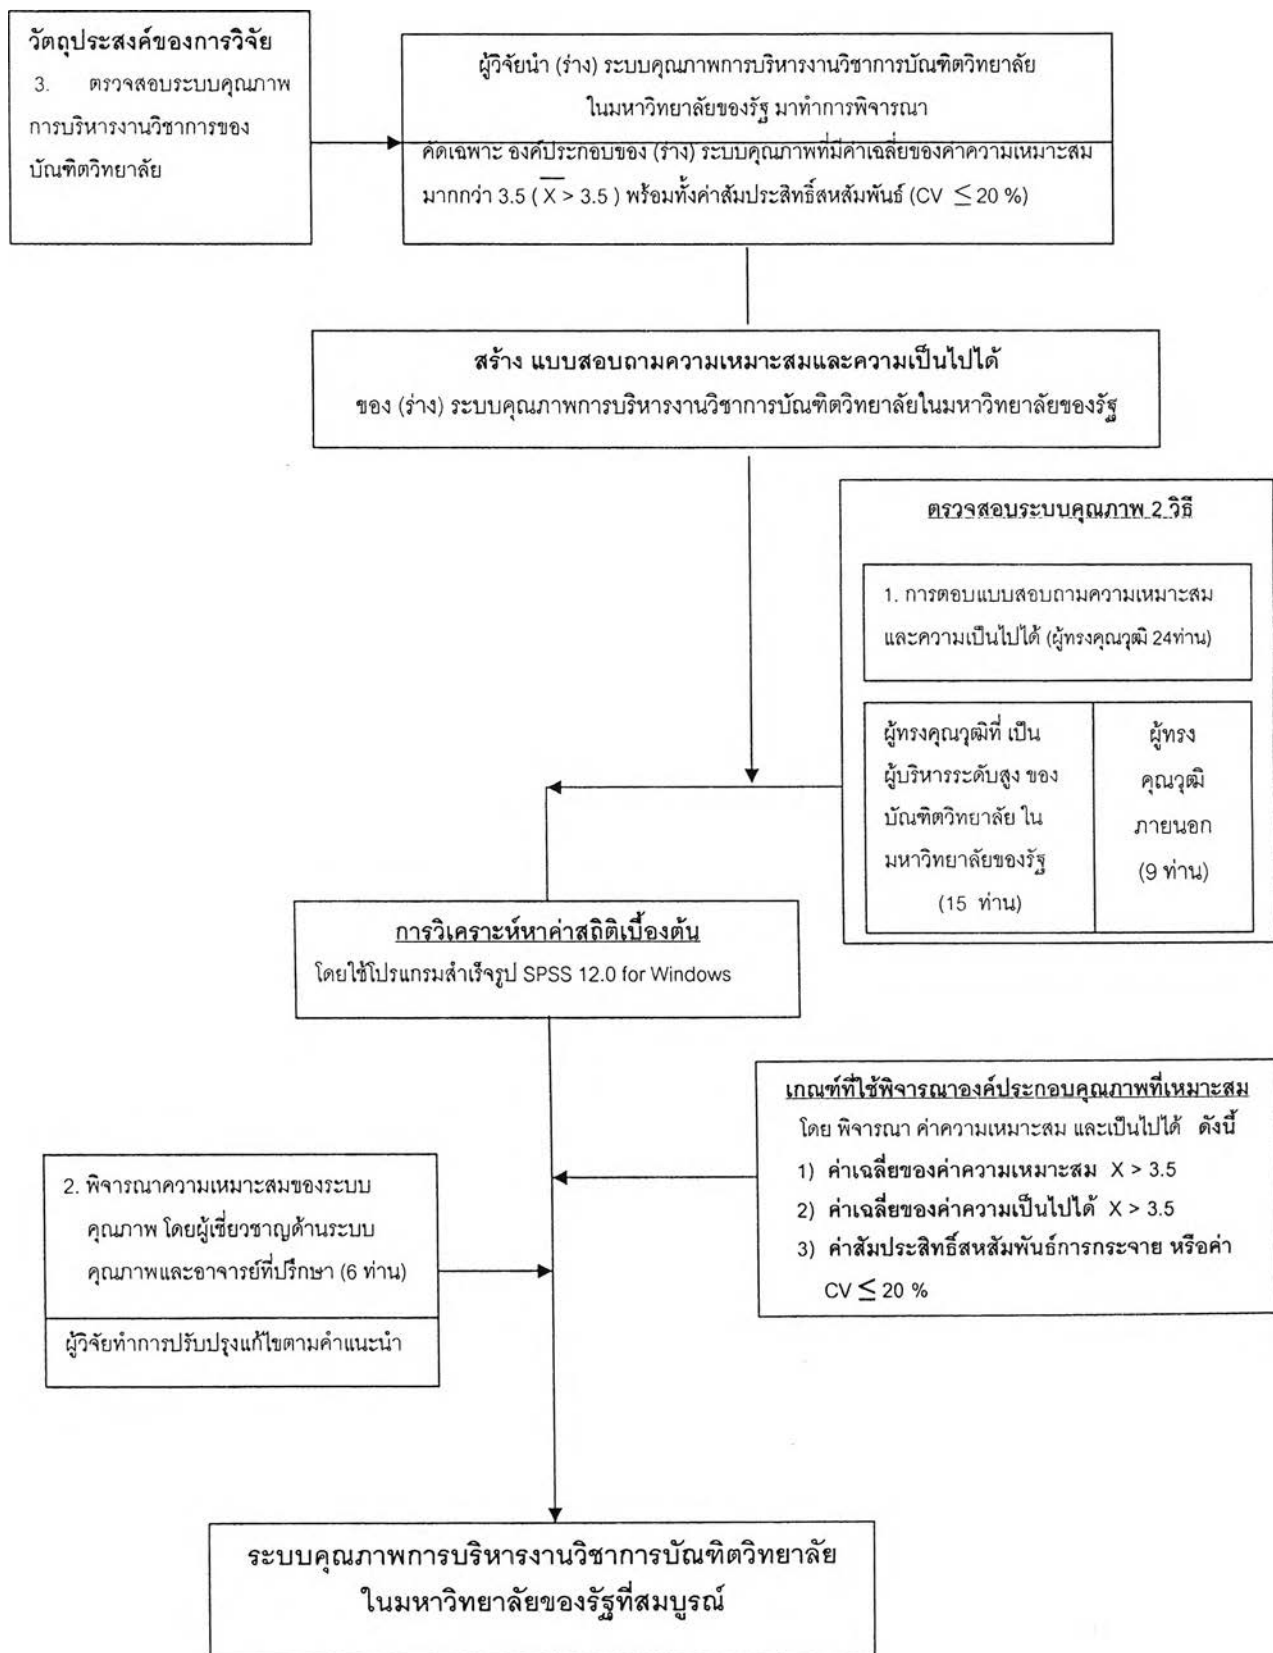 วัตถุประสงค์ของการวิจัย
3. ตรวจสอบระบบคุณภาพ
การบริหารงานวิชาการของ
บัณฑิตวิทยาลัย
ผู้วิจัยนำ (ร่าง) ระบบคุณภาพการบริหารงานวิชาการบัณฑิตวิทยาลัย
ในมหาวิทยาลัยของรัฐ มาทำการพิจารณา
คัดเฉพาะ องค์ประกอบของ (ร่าง) ระบบคุณภาพที่มีค่าเฉลี่ยของค่าความเหมาะสม
มากกว่า 3.5 ( X̅ > 3.5 ) พร้อมทั้งค่าสัมประสิทธิ์สหสัมพันธ์ (CV ≤ 20 %)
สร้าง แบบสอบถามความเหมาะสมและความเป็นไปได้
ของ (ร่าง) ระบบคุณภาพการบริหารงานวิชาการบัณฑิตวิทยาลัยในมหาวิทยาลัยของรัฐ
ตรวจสอบระบบคุณภาพ 2 วิธี
1. การตอบแบบสอบถามความเหมาะสม
และความเป็นไปได้ (ผู้ทรงคุณวุฒิ 24ท่าน)
ผู้ทรงคุณวุฒิที่ เป็น
ผู้บริหารระดับสูง ของ
บัณฑิตวิทยาลัย ใน
มหาวิทยาลัยของรัฐ
(15 ท่าน)
ผู้ทรง
คุณวุฒิ
ภายนอก
(9 ท่าน)
การวิเคราะห์หาค่าสถิติเบื้องต้น
โดยใช้โปรแกรมสำเร็จรูป SPSS 12.0 for Windows
เกณฑ์ที่ใช้พิจารณาองค์ประกอบคุณภาพที่เหมาะสม
โดย พิจารณา ค่าความเหมาะสม และเป็นไปได้ ดังนี้
1) ค่าเฉลี่ยของค่าความเหมาะสม X > 3.5
2) ค่าเฉลี่ยของค่าความเป็นไปได้ X > 3.5
3) ค่าสัมประสิทธิ์สหสัมพันธ์การกระจาย หรือค่า
CV ≤ 20 %
2. พิจารณาความเหมาะสมของระบบ
คุณภาพ โดยผู้เชี่ยวชาญด้านระบบ
คุณภาพและอาจารย์ที่ปรึกษา (6 ท่าน)
ผู้วิจัยทำการปรับปรุงแก้ไขตามคำแนะนำ
ระบบคุณภาพการบริหารงานวิชาการบัณฑิตวิทยาลัย
ในมหาวิทยาลัยของรัฐที่สมบูรณ์